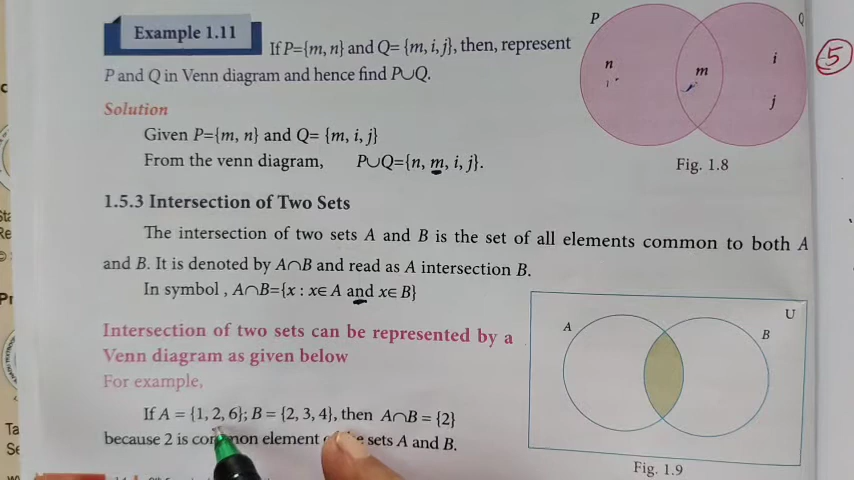 Example 1.11
If P={m, n} and Q= {m, i, j}, then, represent
P and Q in Venn diagram and hence find P∪Q.
Solution
Given P={m, n} and Q= {m, i, j}
From the venn diagram, P∪Q={n, m, i, j}.
P
Q
n
m
i
j
Fig. 1.8
5
1.5.3 Intersection of Two Sets
The intersection of two sets A and B is the set of all elements common to both A
and B. It is denoted by A∩B and read as A intersection B.
In symbol , A∩B={x : x∈ A and x∈ B}
Intersection of two sets can be represented by a
Venn diagram as given below
For example,
If A = {1, 2, 6}; B = {2, 3, 4}, then A∩B = {2}
because 2 is common element sets A and B.
U
A
B
Fig. 1.9